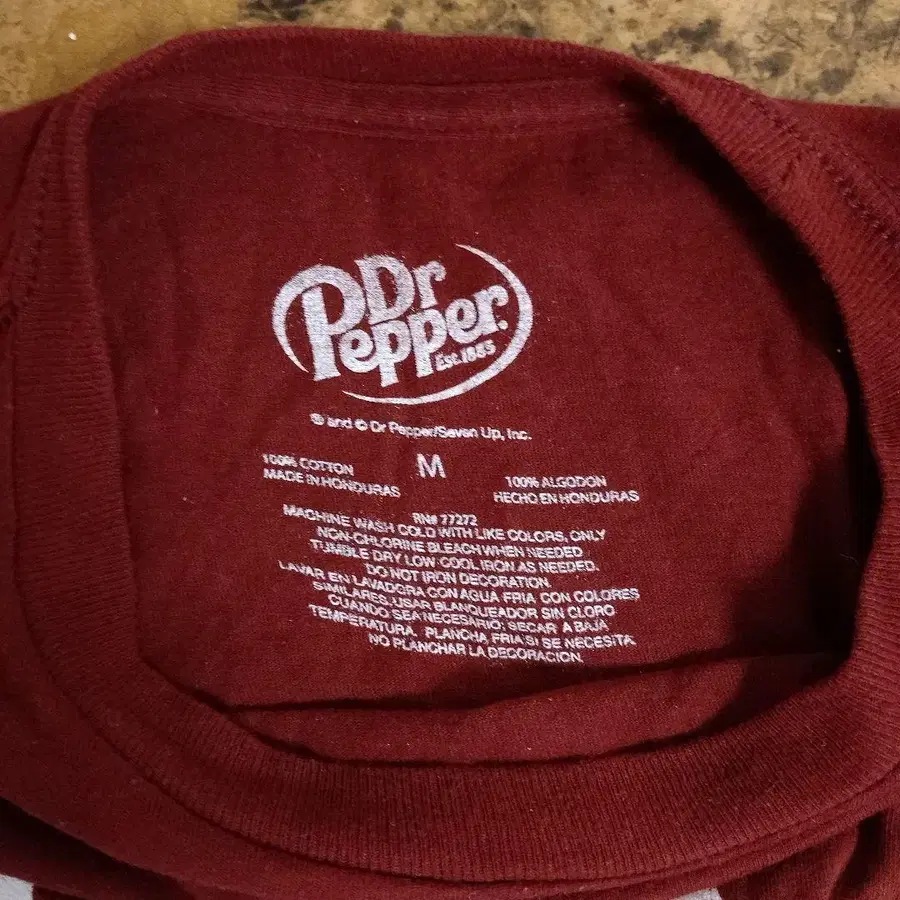 Dr
Pepper.
Est. 1885
® and © Dr Pepper/Seven Up, Inc.
M
100% COTTON
MADE IN HONDURAS
100% ALGODON
HECHO EN HONDURAS
RN# 77272
MACHINE WASH COLD WITH LIKE COLORS, ONLY
NON-CHLORINE BLEACH WHEN NEEDED
TUMBLE DRY LOW COOL IRON AS NEEDED.
DO NOT IRON DECORATION.
LAVAR EN LAVADORA CON AGUA FRIA CON COLORES
SIMILARES, USAR BLANQUEADOR SIN CLORO
CUANDO SEA NECESARIO; SECAR A BAJA
TEMPERATURA. PLANCHA FRIA SI SE NECESITA
NO PLANCHAR LA DECORACION.